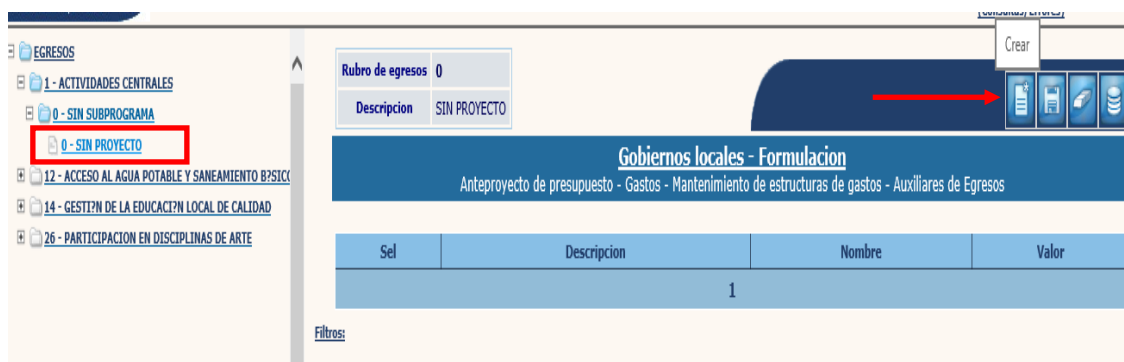 Crear
EGRESOS
1 - ACTIVIDADES CENTRALES
0 - SIN SUBPROGRAMA
0 - SIN PROYECTO
12 - ACCESO AL AGUA POTABLE Y SANEAMIENTO B?SICO
14 - GESTI?N DE LA EDUCACI?N LOCAL DE CALIDAD
26 - PARTICIPACION EN DISCIPLINAS DE ARTE
Rubro de egresos 0
Descripcion SIN PROYECTO
Gobiernos locales - Formulacion
Anteproyecto de presupuesto - Gastos - Mantenimiento de estructuras de gastos - Auxiliares de Egresos
Sel Descripcion Nombre Valor
1
Filtros: